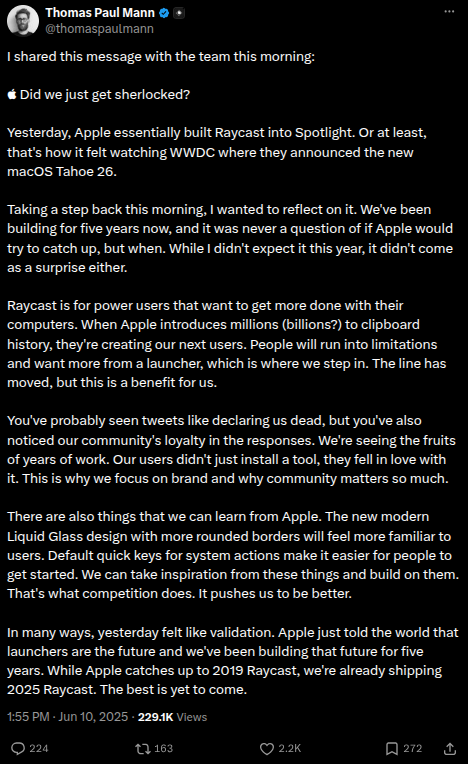 Thomas Paul Mann
@thomaspaulmann
I shared this message with the team this morning:
Did we just get sherlocked?
Yesterday, Apple essentially built Raycast into Spotlight. Or at least,
that's how it felt watching WWDC where they announced the new
macOS Tahoe 26.
Taking a step back this morning, I wanted to reflect on it. We've been
building for five years now, and it was never a question of if Apple would
try to catch up, but when. While I didn't expect it this year, it didn't come
as a surprise either.
Raycast is for power users that want to get more done with their
computers. When Apple introduces millions (billions?) to clipboard
history, they're creating our next users. People will run into limitations
and want more from a launcher, which is where we step in. The line has
moved, but this is a benefit for us.
You've probably seen tweets like declaring us dead, but you've also
noticed our community's loyalty in the responses. We're seeing the fruits
of years of work. Our users didn't just install a tool, they fell in love with
it. This is why we focus on brand and why community matters so much.
There are also things that we can learn from Apple. The new modern
Liquid Glass design with more rounded borders will feel more familiar to
users. Default quick keys for system actions make it easier for people to
get started. We can take inspiration from these things and build on them.
That's what competition does. It pushes us to be better.
In many ways, yesterday felt like validation. Apple just told the world that
launchers are the future and we've been building that future for five
years. While Apple catches up to 2019 Raycast, we're already shipping
2025 Raycast. The best is yet to come.
1:55 PM · Jun 10, 2025 · 229.1K Views
224 163 2.2K 272